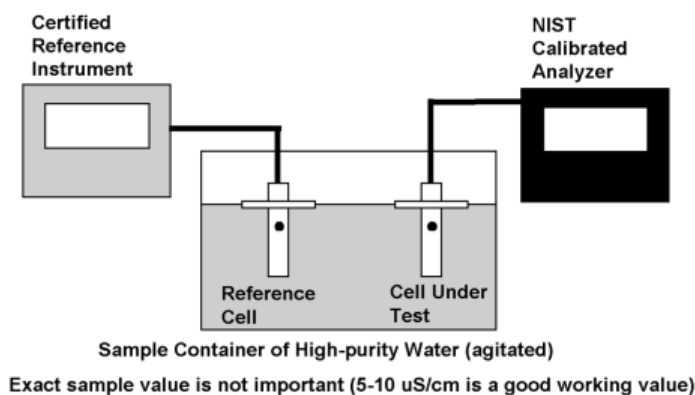 Certified
Reference
Instrument
NIST
Calibrated
Analyzer
Reference
Cell
Cell Under
Test
Sample Container of High-purity Water (agitated)
Exact sample value is not important (5-10 uS/cm is a good working value)